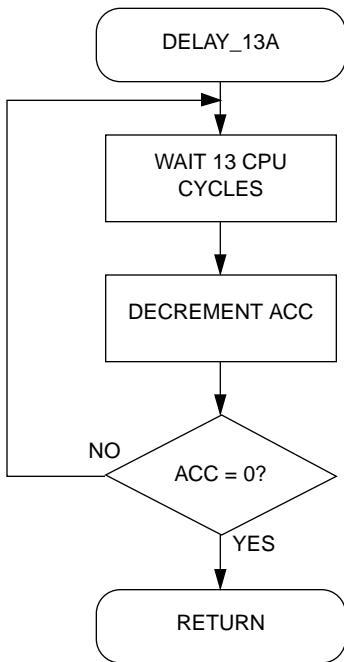 DELAY_13A
WAIT 13 CPU
CYCLES
DECREMENT ACC
ACC = 0?
NO
YES
RETURN